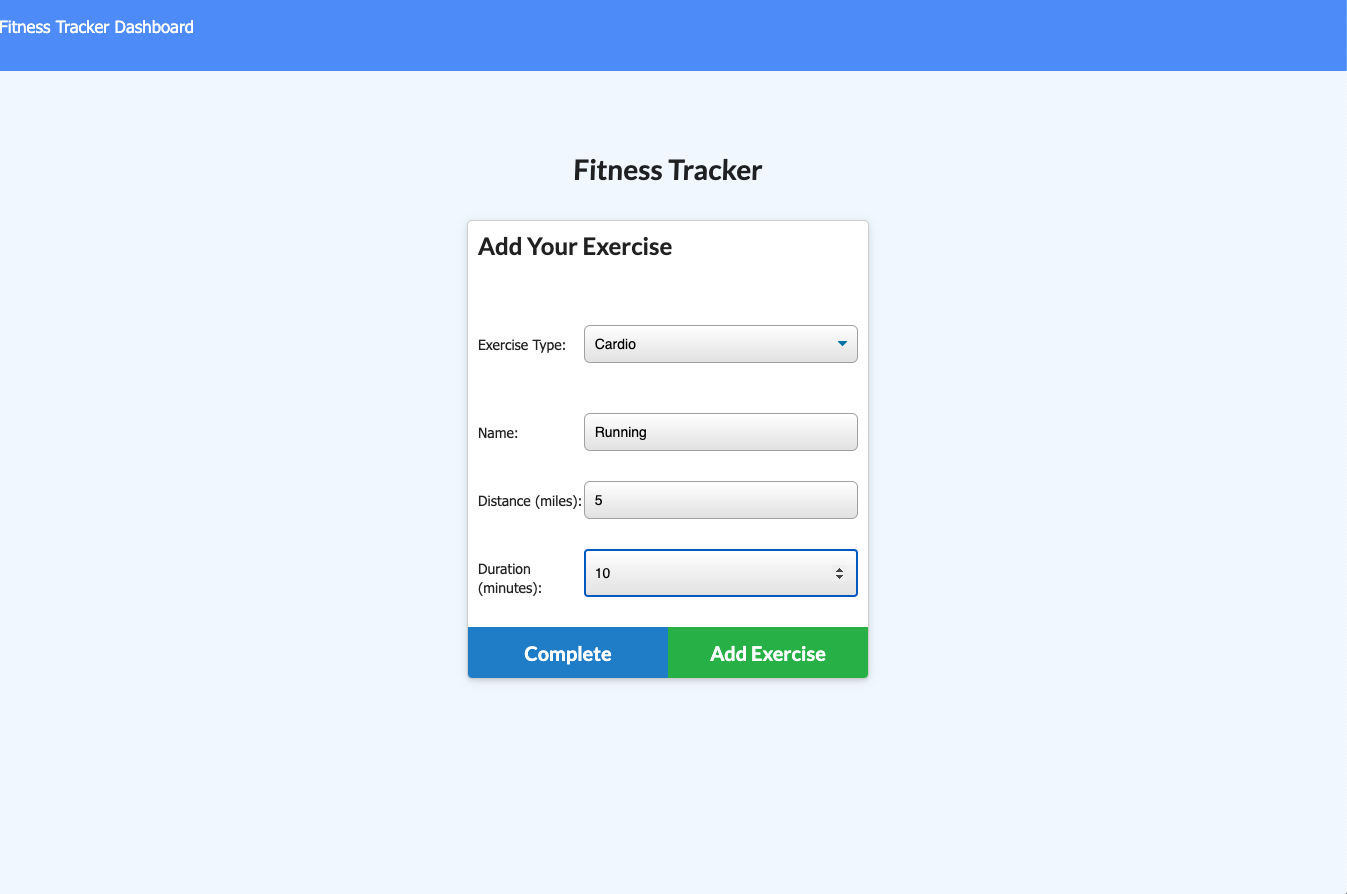 Fitness Tracker Dashboard
Fitness Tracker
Add Your Exercise
Exercise Type: Cardio
Name: Running
Distance (miles): 5
Duration
(minutes): 10
Complete Add Exercise